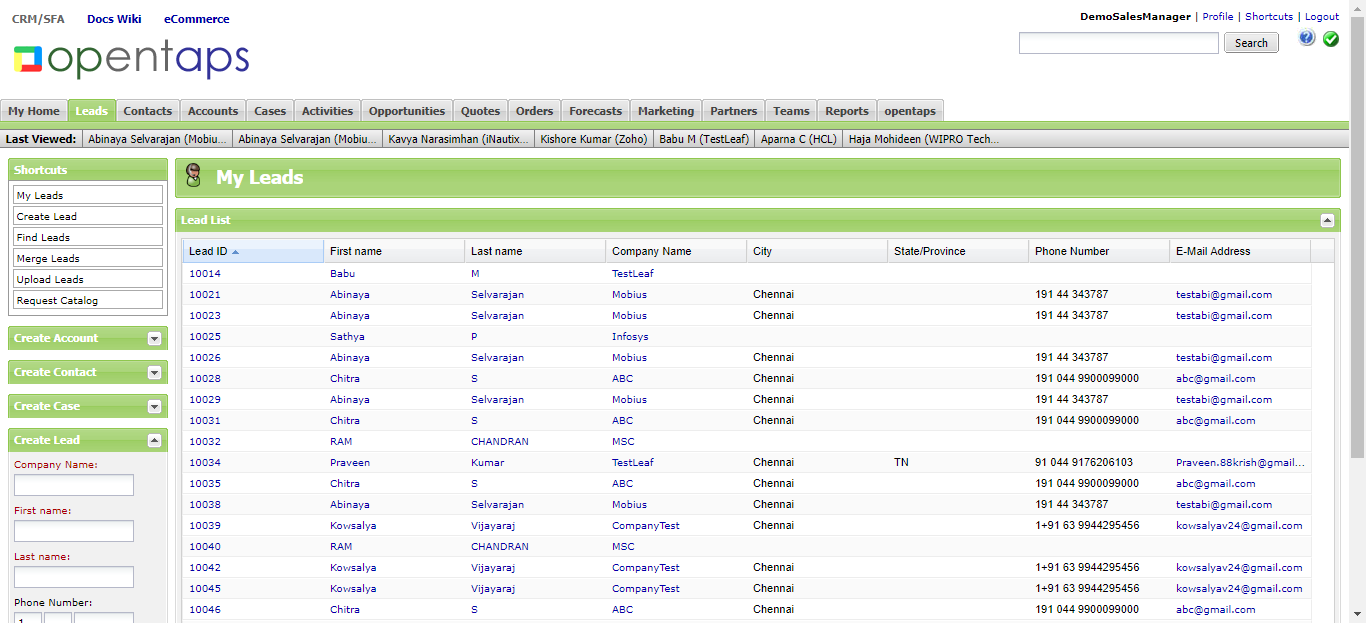 CRM/SFA Docs Wiki eCommerce
DemoSalesManager | Profile | Shortcuts | Logout
opentaps
Search
My Home Leads Contacts Accounts Cases Activities Opportunities Quotes Orders Forecasts Marketing Partners Teams Reports opentaps
Last Viewed: Abinaya Selvarajan (Mobiu... Abinaya Selvarajan (Mobiu... Kavya Narasimhan (iNautix... Kishore Kumar (Zoho) Babu M (TestLeaf) Aparna C (HCL) Haja Mohideen (WIPRO Tech...
Shortcuts
My Leads
Create Lead
Find Leads
Merge Leads
Upload Leads
Request Catalog
Create Account
Create Contact
Create Case
Create Lead
Company Name:
First name:
Last name:
Phone Number:
1
My Leads
Lead List
Lead ID First name Last name Company Name City State/Province Phone Number E-Mail Address
10014 Babu M TestLeaf
10021 Abinaya Selvarajan Mobius Chennai 191 44 343787 testabi@gmail.com
10023 Abinaya Selvarajan Mobius Chennai 191 44 343787 testabi@gmail.com
10025 Sathya P Infosys
10026 Abinaya Selvarajan Mobius Chennai 191 44 343787 testabi@gmail.com
10028 Chitra S ABC Chennai 191 044 9900099000 abc@gmail.com
10029 Abinaya Selvarajan Mobius Chennai 191 44 343787 testabi@gmail.com
10031 Chitra S ABC Chennai 191 044 9900099000 abc@gmail.com
10032 RAM CHANDRAN MSC
10034 Praveen Kumar TestLeaf Chennai TN 91 044 9176206103 Praveen.88krish@gmail...
10035 Chitra S ABC Chennai 191 044 9900099000 abc@gmail.com
10038 Abinaya Selvarajan Mobius Chennai 191 44 343787 testabi@gmail.com
10039 Kowsalya Vijayaraj CompanyTest Chennai 1+91 63 9944295456 kowsalyav24@gmail.com
10040 RAM CHANDRAN MSC
10042 Kowsalya Vijayaraj CompanyTest Chennai 1+91 63 9944295456 kowsalyav24@gmail.com
10045 Kowsalya Vijayaraj CompanyTest Chennai 1+91 63 9944295456 kowsalyav24@gmail.com
10046 Chitra S ABC Chennai 191 044 9900099000 abc@gmail.com